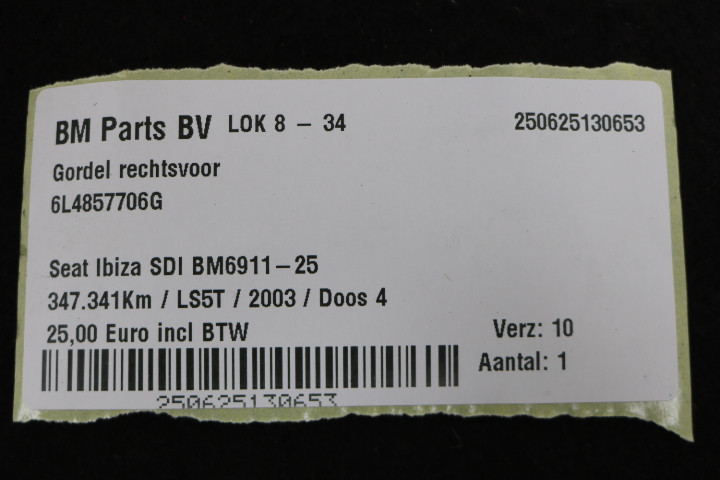 BM Parts BV LOK 8 - 34 250625130653
Gordel rechtsvoor
6L4857706G
Seat Ibiza SDI BM6911-25
347.341Km / LS5T / 2003 / Doos 4
25,00 Euro incl BTW Verz: 10
Aantal: 1
250625130653